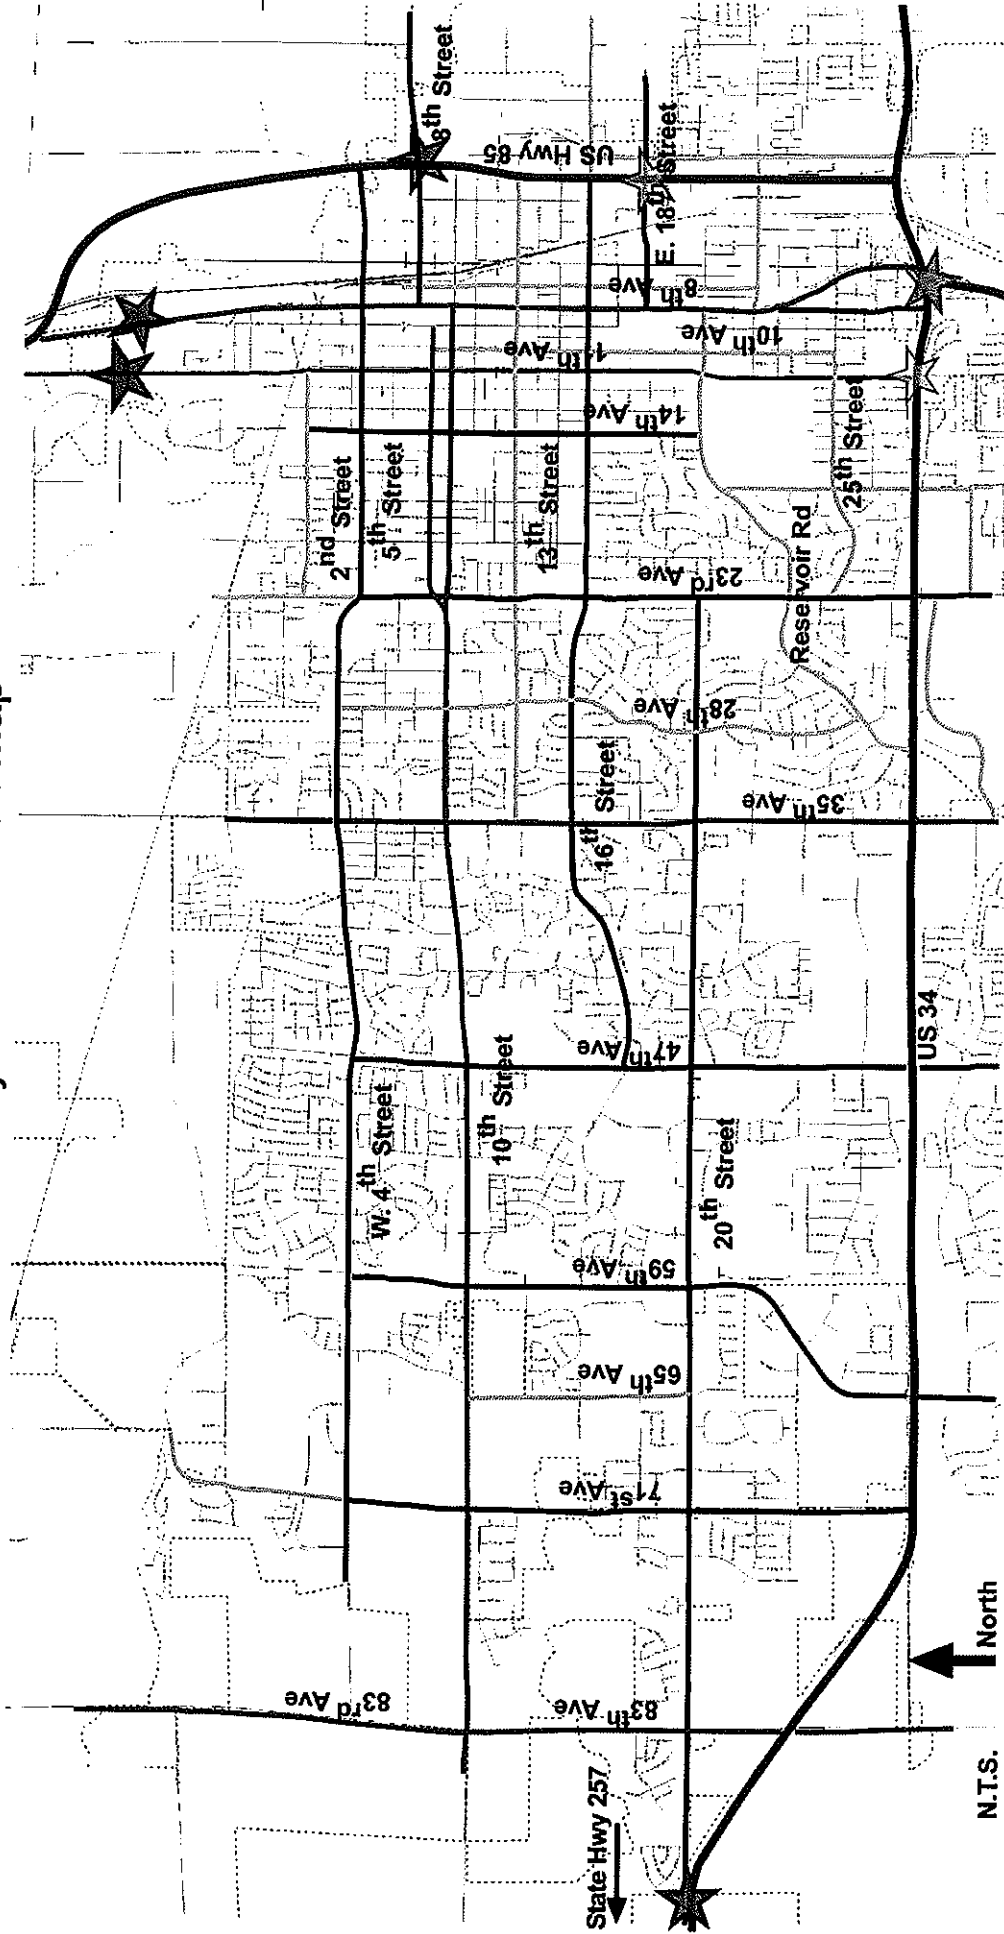 8th Street
US Hwy 85
E. 18th Street
8th Ave
10th Ave
11th Ave
14th Ave
2nd Street
5th Street
13th Street
25th Street
23rd Ave
Reservoir Rd
28th Ave
16th Street
35th Ave
47th Ave
US 34
10th Street
W. 4th Street
20th Street
59th Ave
65th Ave
71st Ave
83rd Ave
83th Ave
State Hwy 257
North
N.T.S.